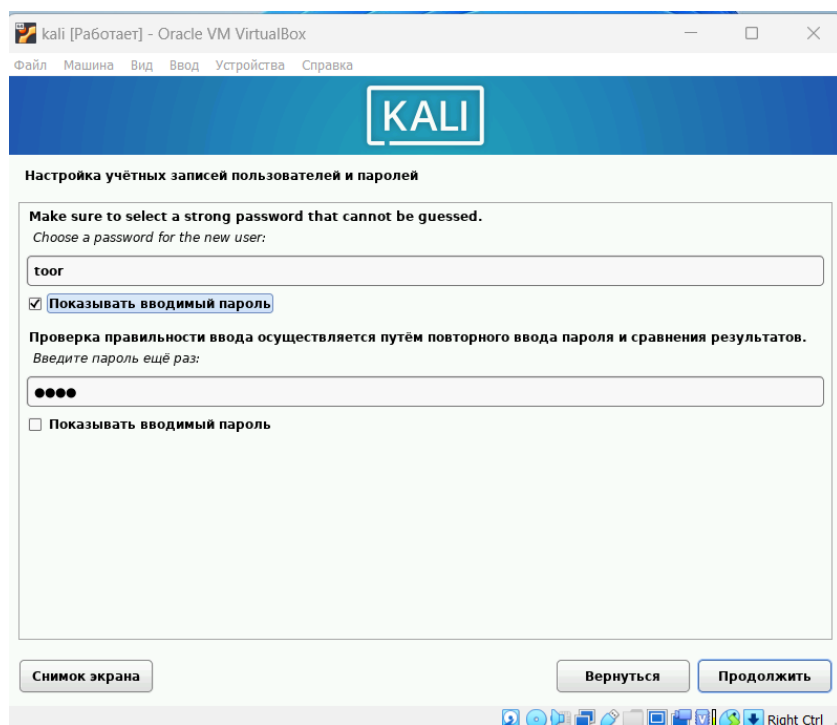 kali [Работает] - Oracle VM VirtualBox
Файл Машина Вид Ввод Устройства Справка
KALI
Настройка учётных записей пользователей и паролей
Make sure to select a strong password that cannot be guessed.
Choose a password for the new user:
toor
Показывать вводимый пароль
Проверка правильности ввода осуществляется путём повторного ввода пароля и сравнения результатов.
Введите пароль ещё раз:
●●●●
Показывать вводимый пароль
Снимок экрана Вернуться Продолжить
Right Ctrl